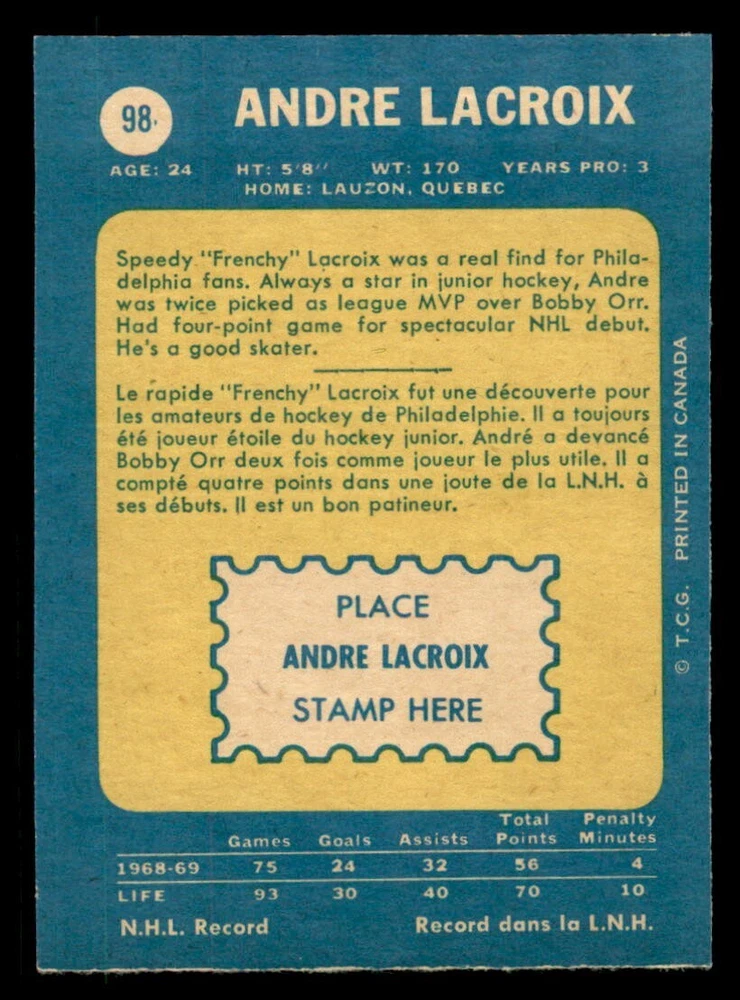 98
ANDRE LACROIX
AGE: 24 HT: 5'8" WT: 170 YEARS PRO: 3
HOME: LAUZON, QUEBEC
Speedy "Frenchy" Lacroix was a real find for Phila-
delphia fans. Always a star in junior hockey, Andre
was twice picked as league MVP over Bobby Orr.
Had four-point game for spectacular NHL debut.
He's a good skater.
Le rapide "Frenchy" Lacroix fut une découverte pour
les amateurs de hockey de Philadelphie. Il a toujours
été joueur étoile du hockey junior. André a devancé
Bobby Orr deux fois comme joueur le plus utile. Il a
compté quatre points dans une joute de la L.N.H. à
ses débuts. Il est un bon patineur.
PLACE
ANDRE LACROIX
STAMP HERE
© T.C.G. PRINTED IN CANADA
Games Goals Assists Total Points Penalty Minutes
1968-69 75 24 32 56 4
LIFE 93 30 40 70 10
N.H.L. Record Record dans la L.N.H.